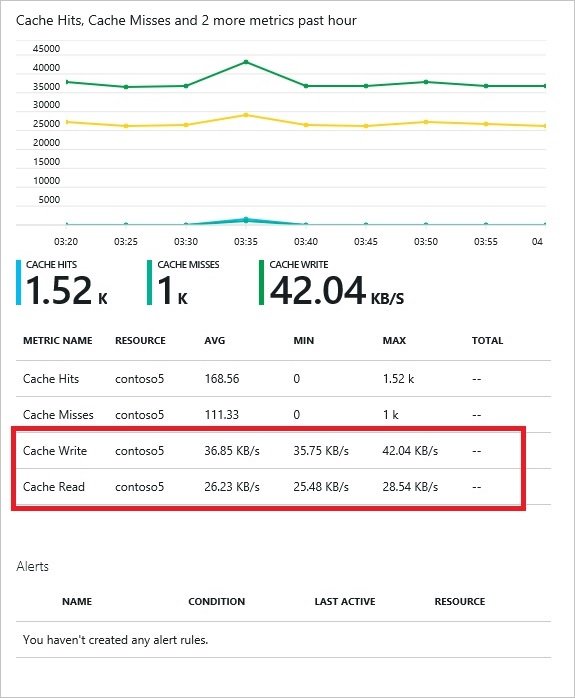 Cache Hits, Cache Misses and 2 more metrics past hour
45000
40000
35000
30000
25000
20000
15000
10000
5000
03:20 03:25 03:30 03:35 03:40 03:45 03:50 03:55 04
CACHE HITS CACHE MISSES CACHE WRITE
1.52 K 1 K 42.04 KB/S
METRIC NAME RESOURCE AVG MIN MAX TOTAL
Cache Hits contoso5 168.56 0 1.52 k --
Cache Misses contoso5 111.33 0 1 k --
Cache Write contoso5 36.85 KB/s 35.75 KB/s 42.04 KB/s --
Cache Read contoso5 26.23 KB/s 25.48 KB/s 28.54 KB/s --
Alerts
NAME CONDITION LAST ACTIVE RESOURCE
You haven't created any alert rules.